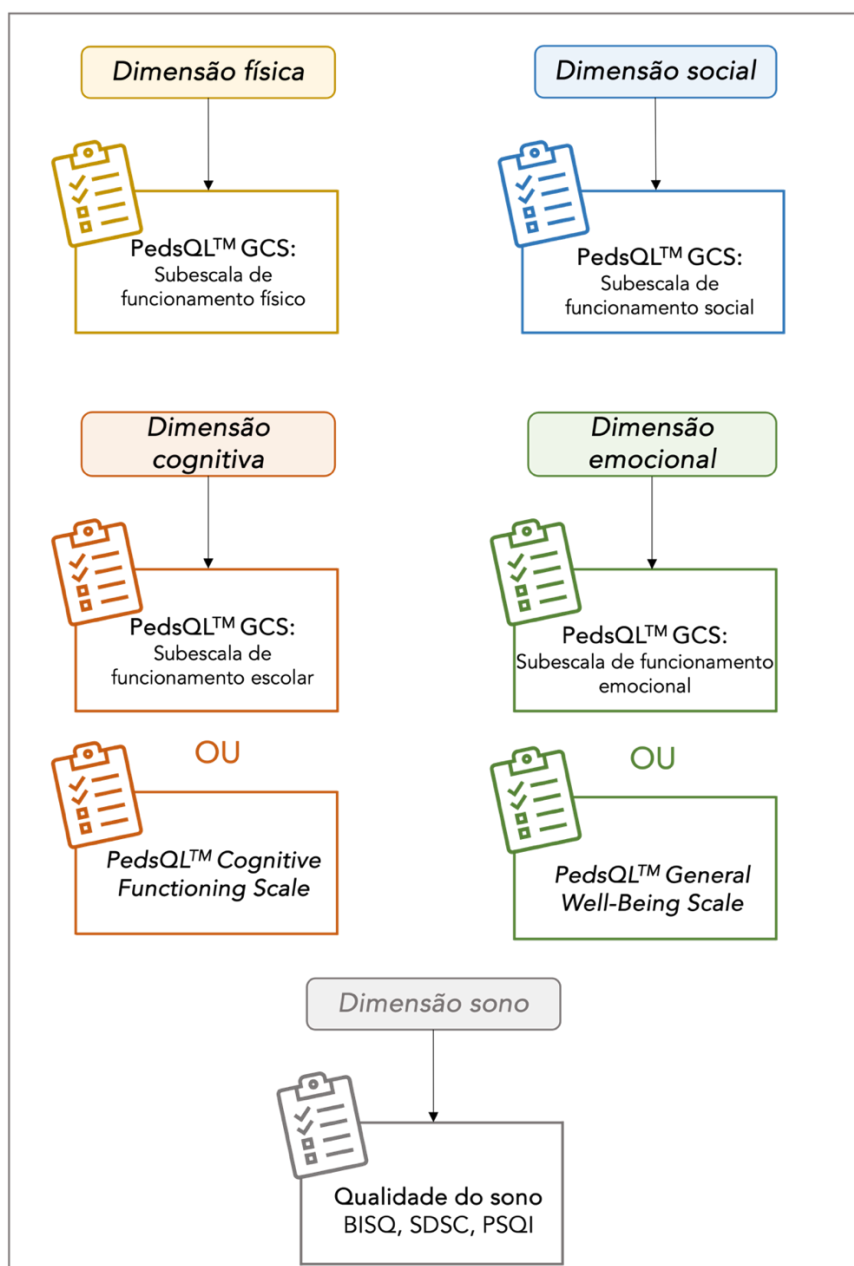 Dimensão física
PedsQL™ GCS:
Subescala de
funcionamento físico
Dimensão social
PedsQL™ GCS:
Subescala de
funcionamento social
Dimensão
cognitiva
PedsQL™ GCS:
Subescala de
funcionamento escolar
OU
PedsQL™ Cognitive
Functioning Scale
Dimensão
emocional
PedsQL™ GCS:
Subescala de funcionamento
emocional
OU
PedsQL™ General
Well-Being Scale
Dimensão sono
Qualidade do sono
BISQ, SDSC, PSQI